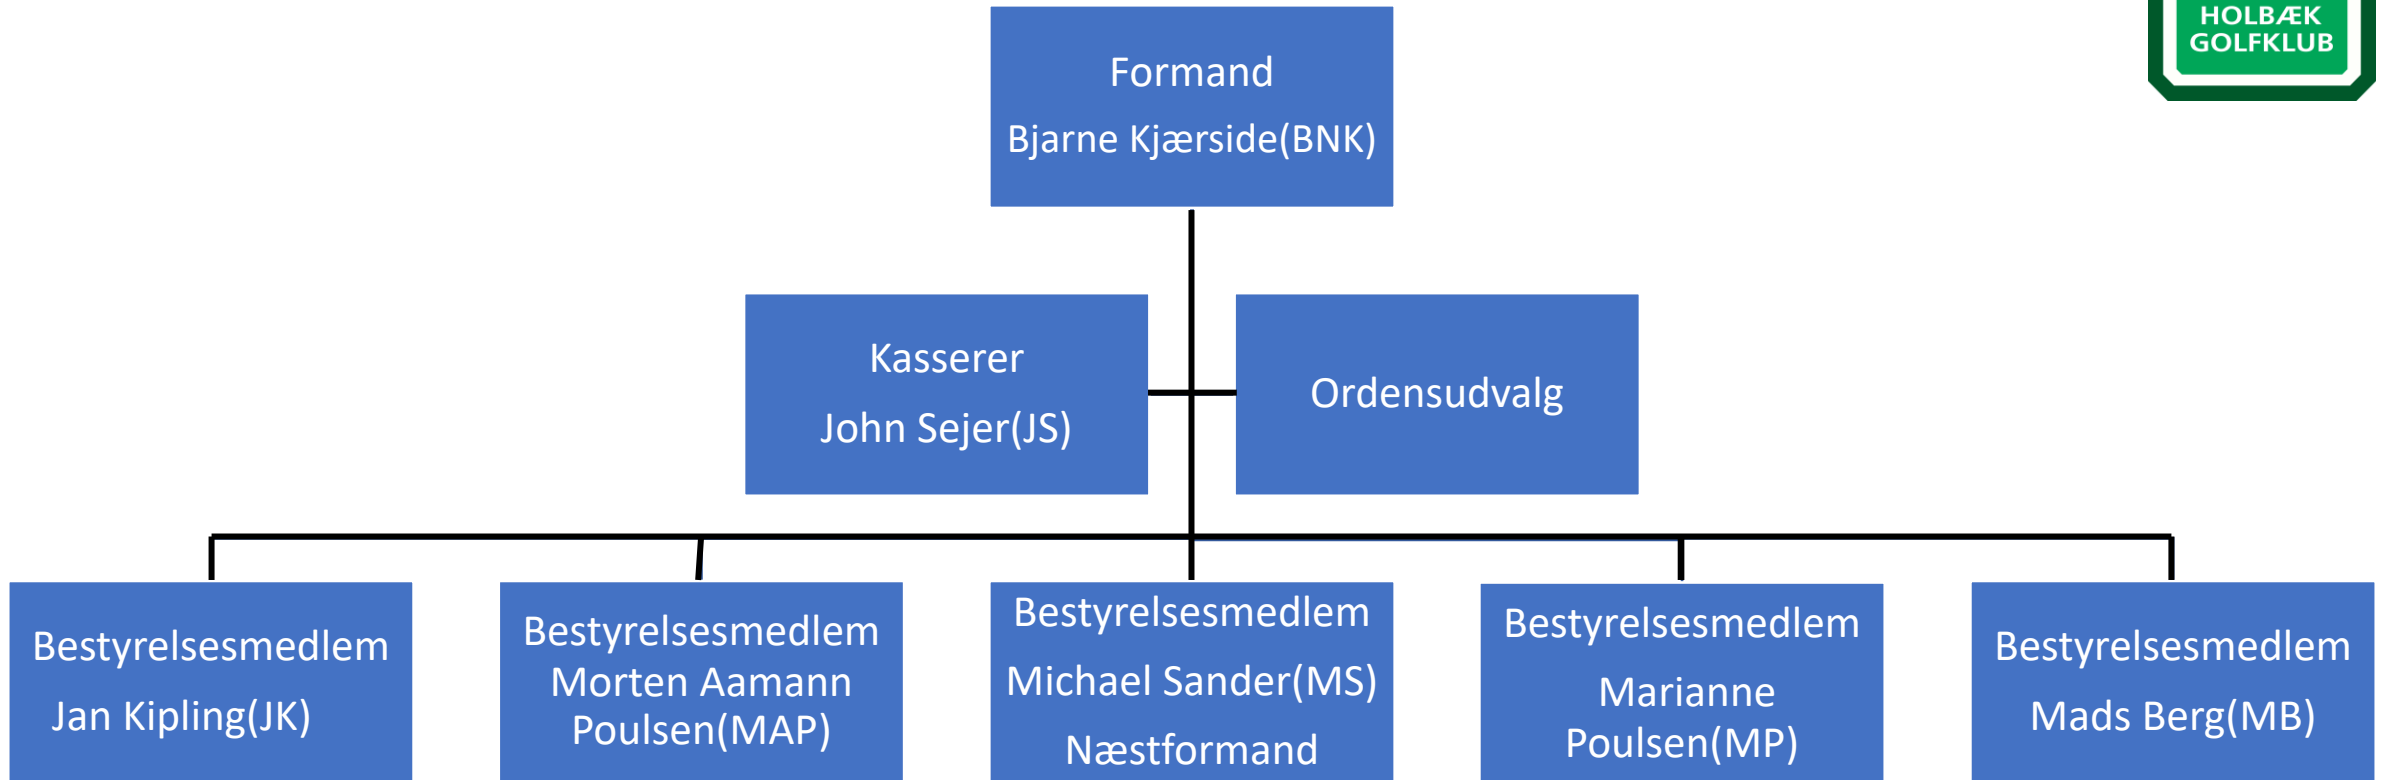 HOLBÆK
GOLFKLUB
Formand
Bjarne Kjærside(BNK)
Kasserer
John Sejer(JS)
Ordensudvalg
Bestyrelsesmedlem
Jan Kipling(JK)
Bestyrelsesmedlem
Morten Aamann
Poulsen(MAP)
Bestyrelsesmedlem
Michael Sander(MS)
Næstformand
Bestyrelsesmedlem
Marianne
Poulsen(MP)
Bestyrelsesmedlem
Mads Berg(MB)